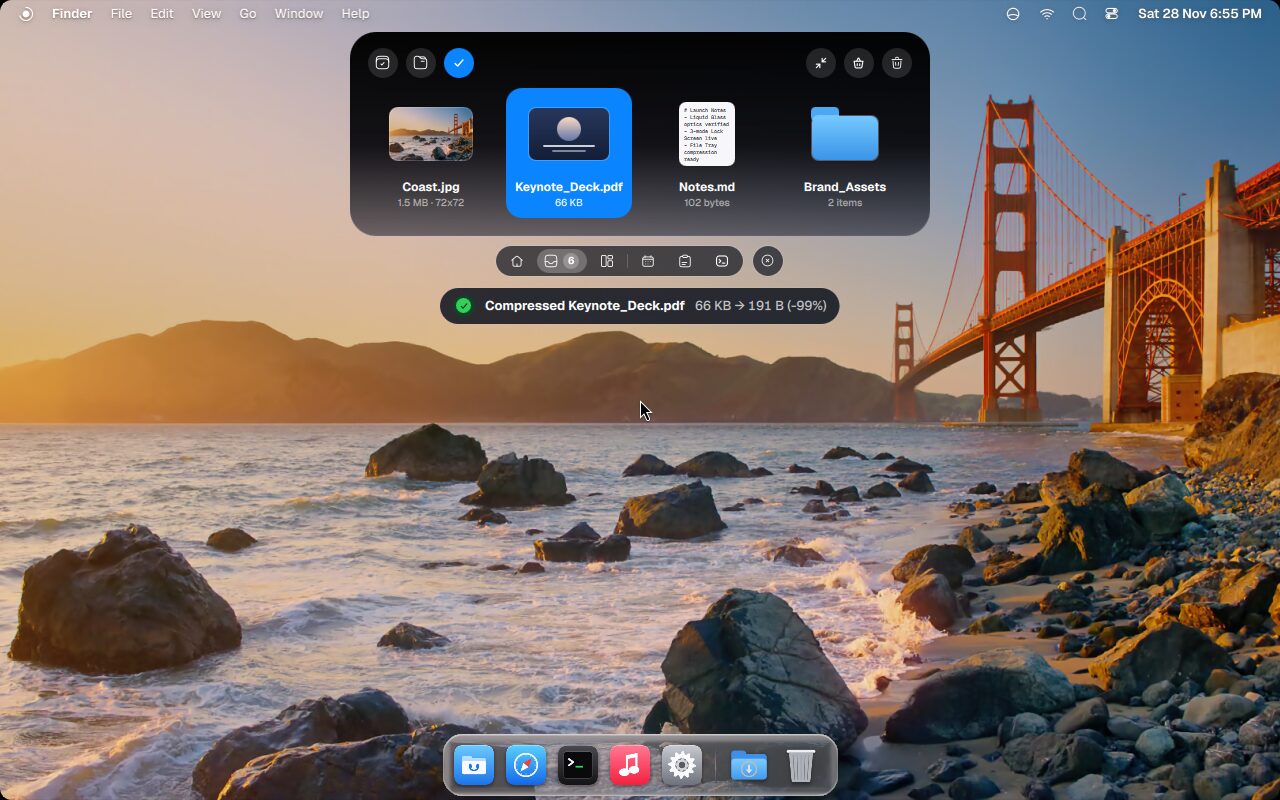 Finder File Edit View Go Window Help Sat 28 Nov 6:55 PM
# Launch Notes
- Liquid Glass
optics verified
- 3-mode Lock
Screen live
- File Tray
compression
ready
Coast.jpg Keynote_Deck.pdf Notes.md Brand_Assets
1.5 MB · 72x72 66 KB 102 bytes 2 items
6
Compressed Keynote_Deck.pdf 66 KB → 191 B (-99%)